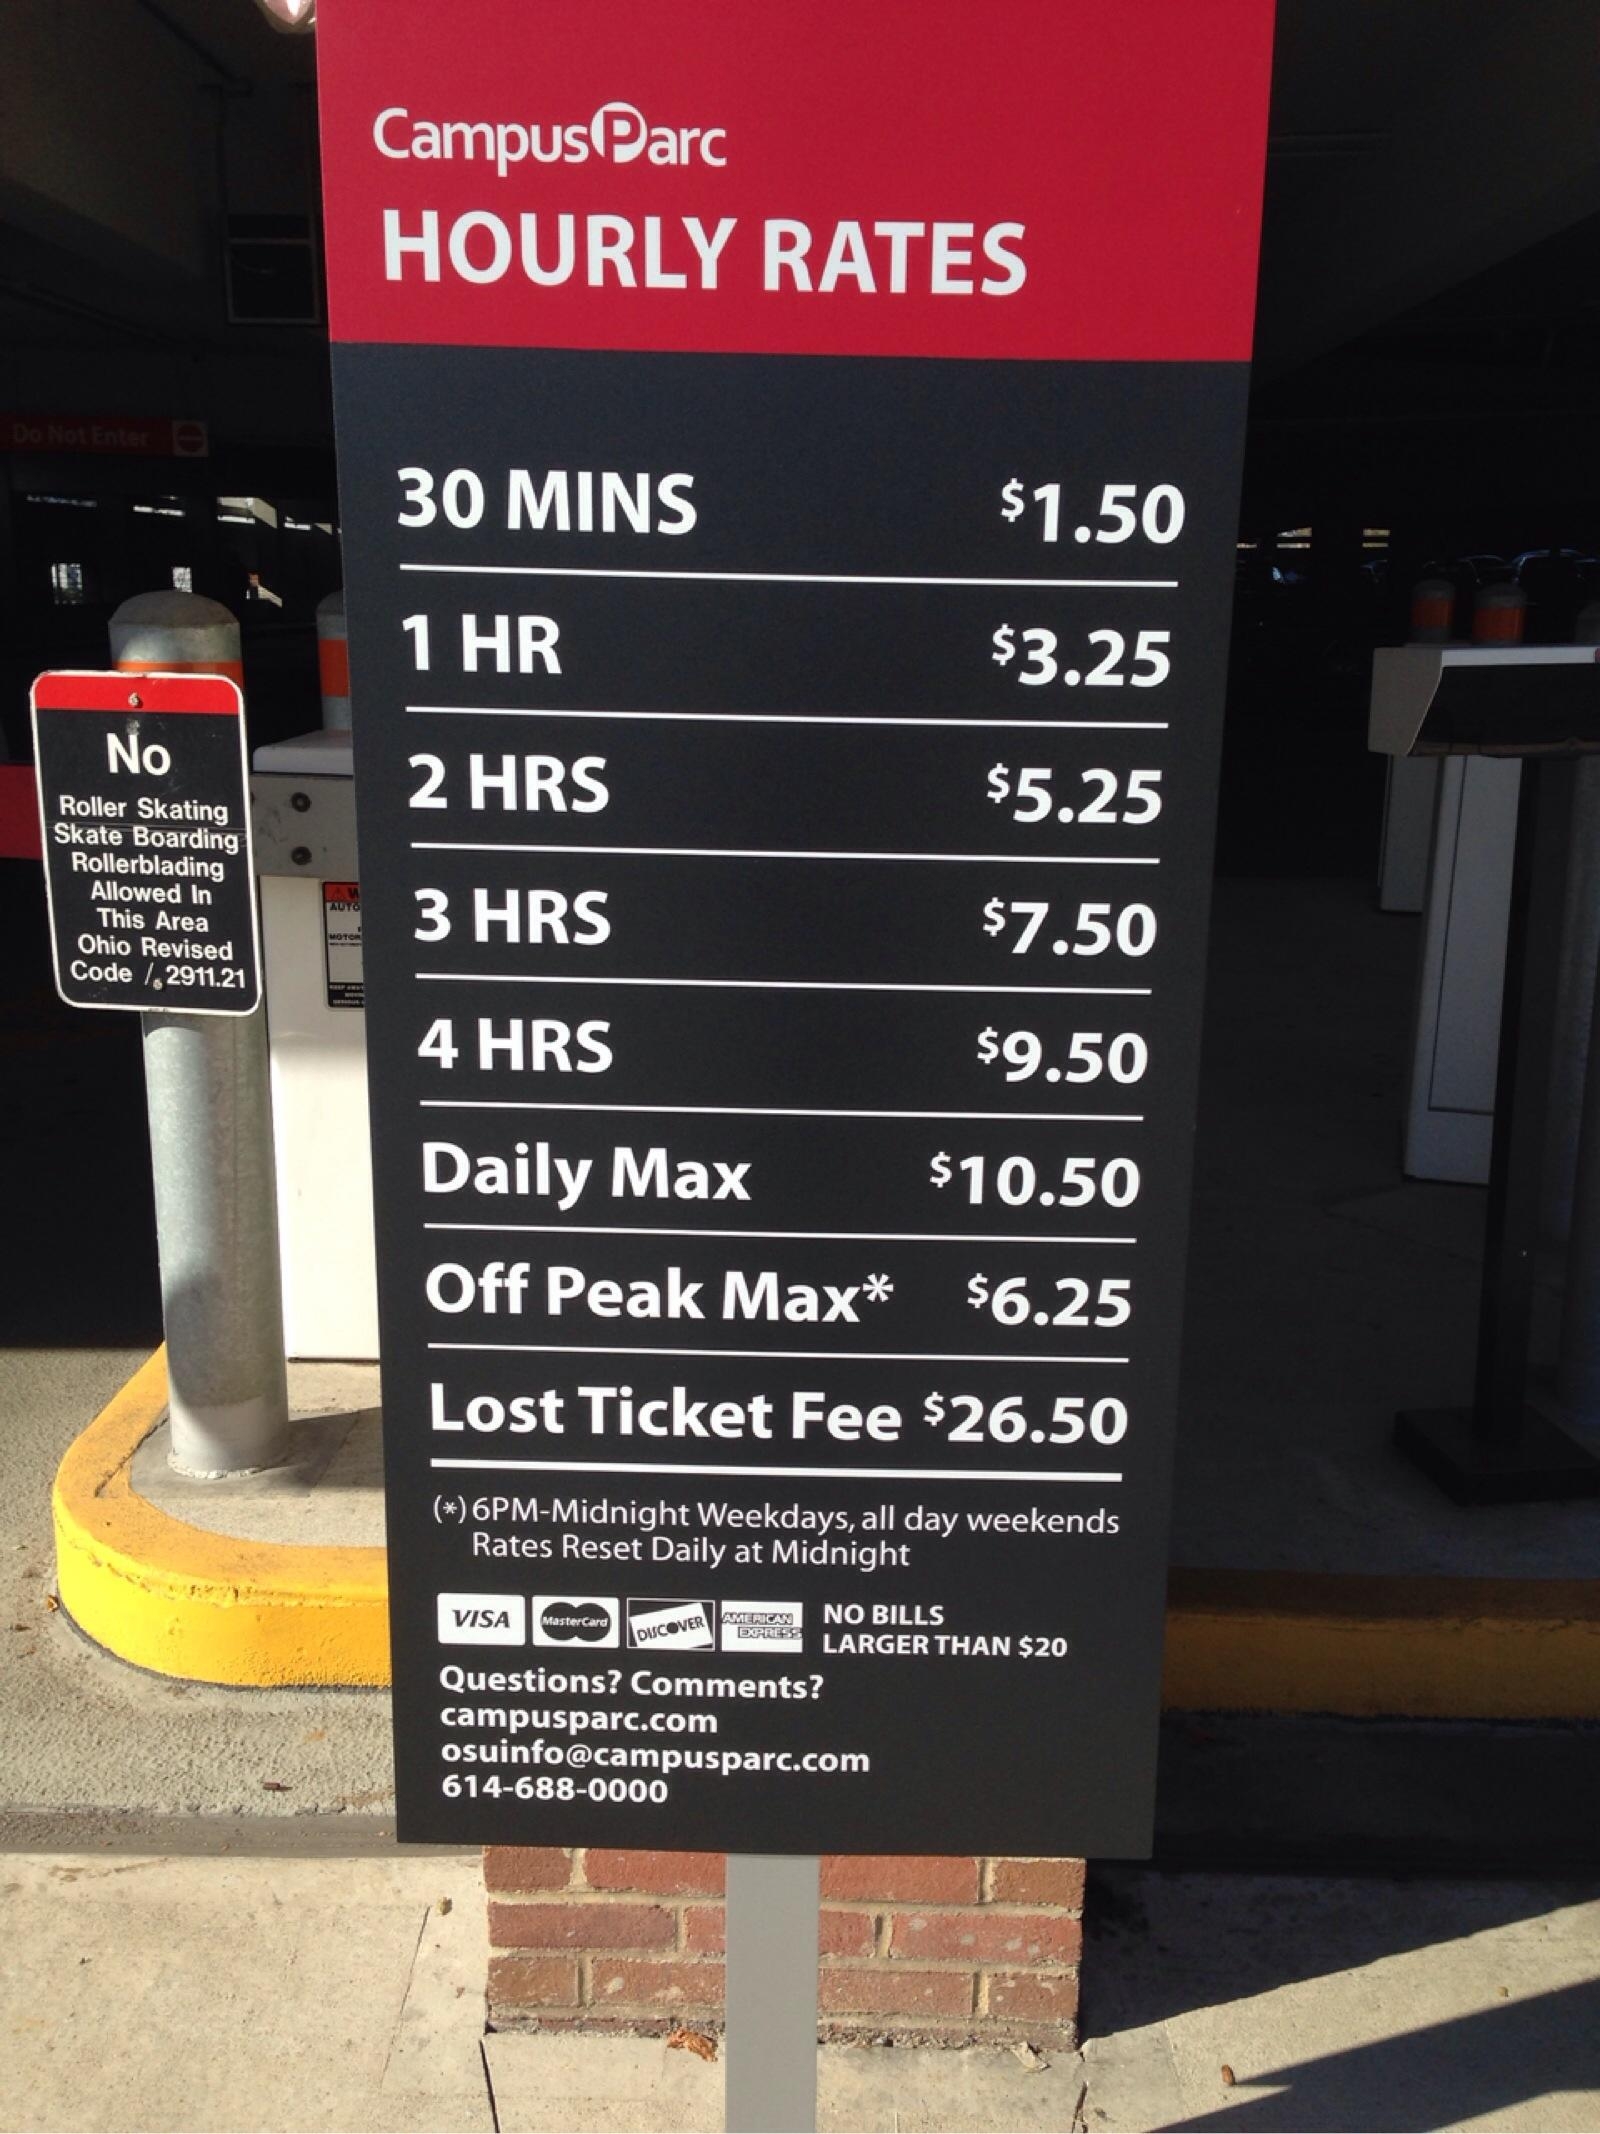 CampusParc
HOURLY RATES
30 MINS $1.50
1 HR $3.25
2 HRS $5.25
3 HRS $7.50
4 HRS $9.50
Daily Max $10.50
Off Peak Max* $6.25
Lost Ticket Fee $26.50
(*) 6PM-Midnight Weekdays, all day weekends
Rates Reset Daily at Midnight
VISA MasterCard DISCOVER AMERICAN EXPRESS
NO BILLS
LARGER THAN $20
Questions? Comments?
campusparc.com
osuinfo@campusparc.com
614-688-0000
Do Not Enter
No
Roller Skating
Skate Boarding
Rollerblading
Allowed In
This Area
Ohio Revised
Code 2911.21